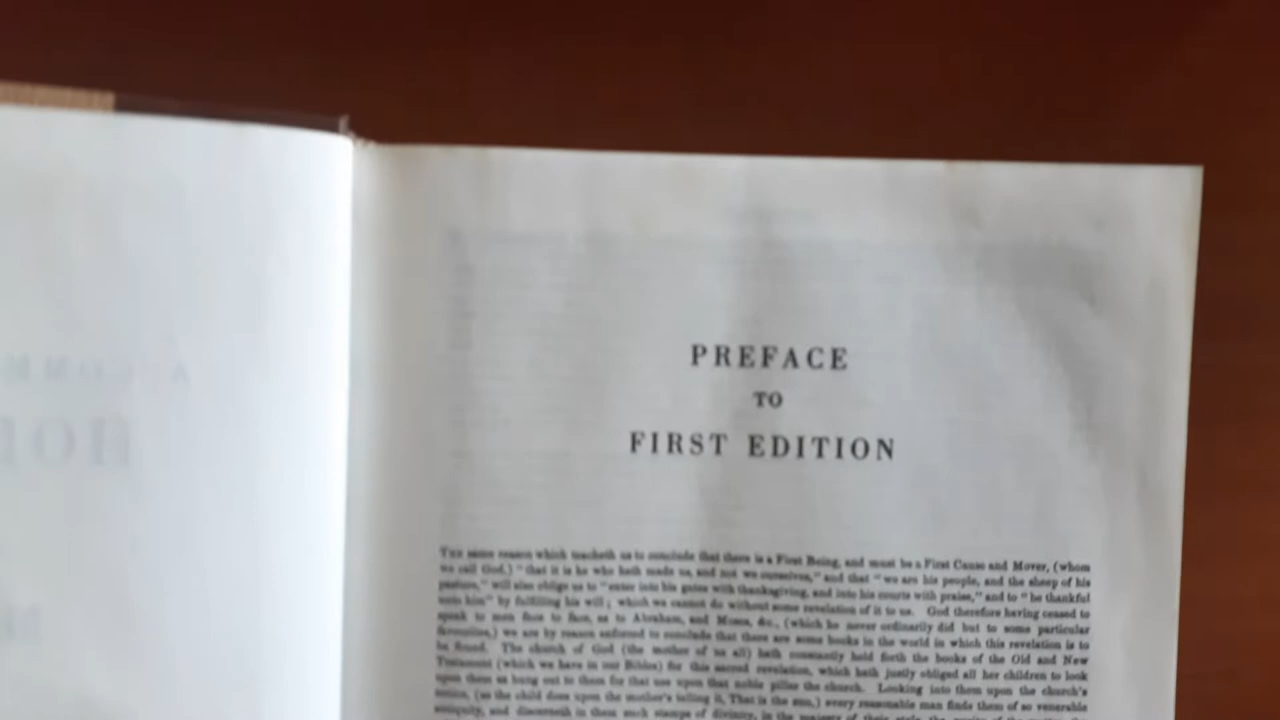 PREFACE
TO
FIRST EDITION
THE same reason which teacheth us to conclude that there is a First Being, and must be a First Cause and Mover, (whom
we call God,) "that it is he who hath made us, and not we ourselves," and that "we are his people, and the sheep of his
pasture," will also oblige us to "enter into his gates with thanksgiving, and into his courts with praise," and to "be thankful
unto him" by fulfilling his will; which we cannot do without some revelation of it to us. God therefore having ceased to
speak to men face to face, as to Abraham, and Moses, &c., (which he never ordinarily did but to some particular
favourites,) we are by reason enforced to conclude that there are some books in the world in which this revelation is to
be found. The church of God (the mother of us all) hath constantly held forth the books of the Old and New
Testament (which we have in our Bibles) for this sacred revelation, which hath justly obliged all her children to look
upon them as hung out to them for that use upon that noble pillar the church. Looking into them upon the church's
notion, (as the child does upon the mother's telling it, That is the sun,) every reasonable man finds them of so venerable
antiquity, and discerneth in them such stamps of divinity, in the majesty of their style, the